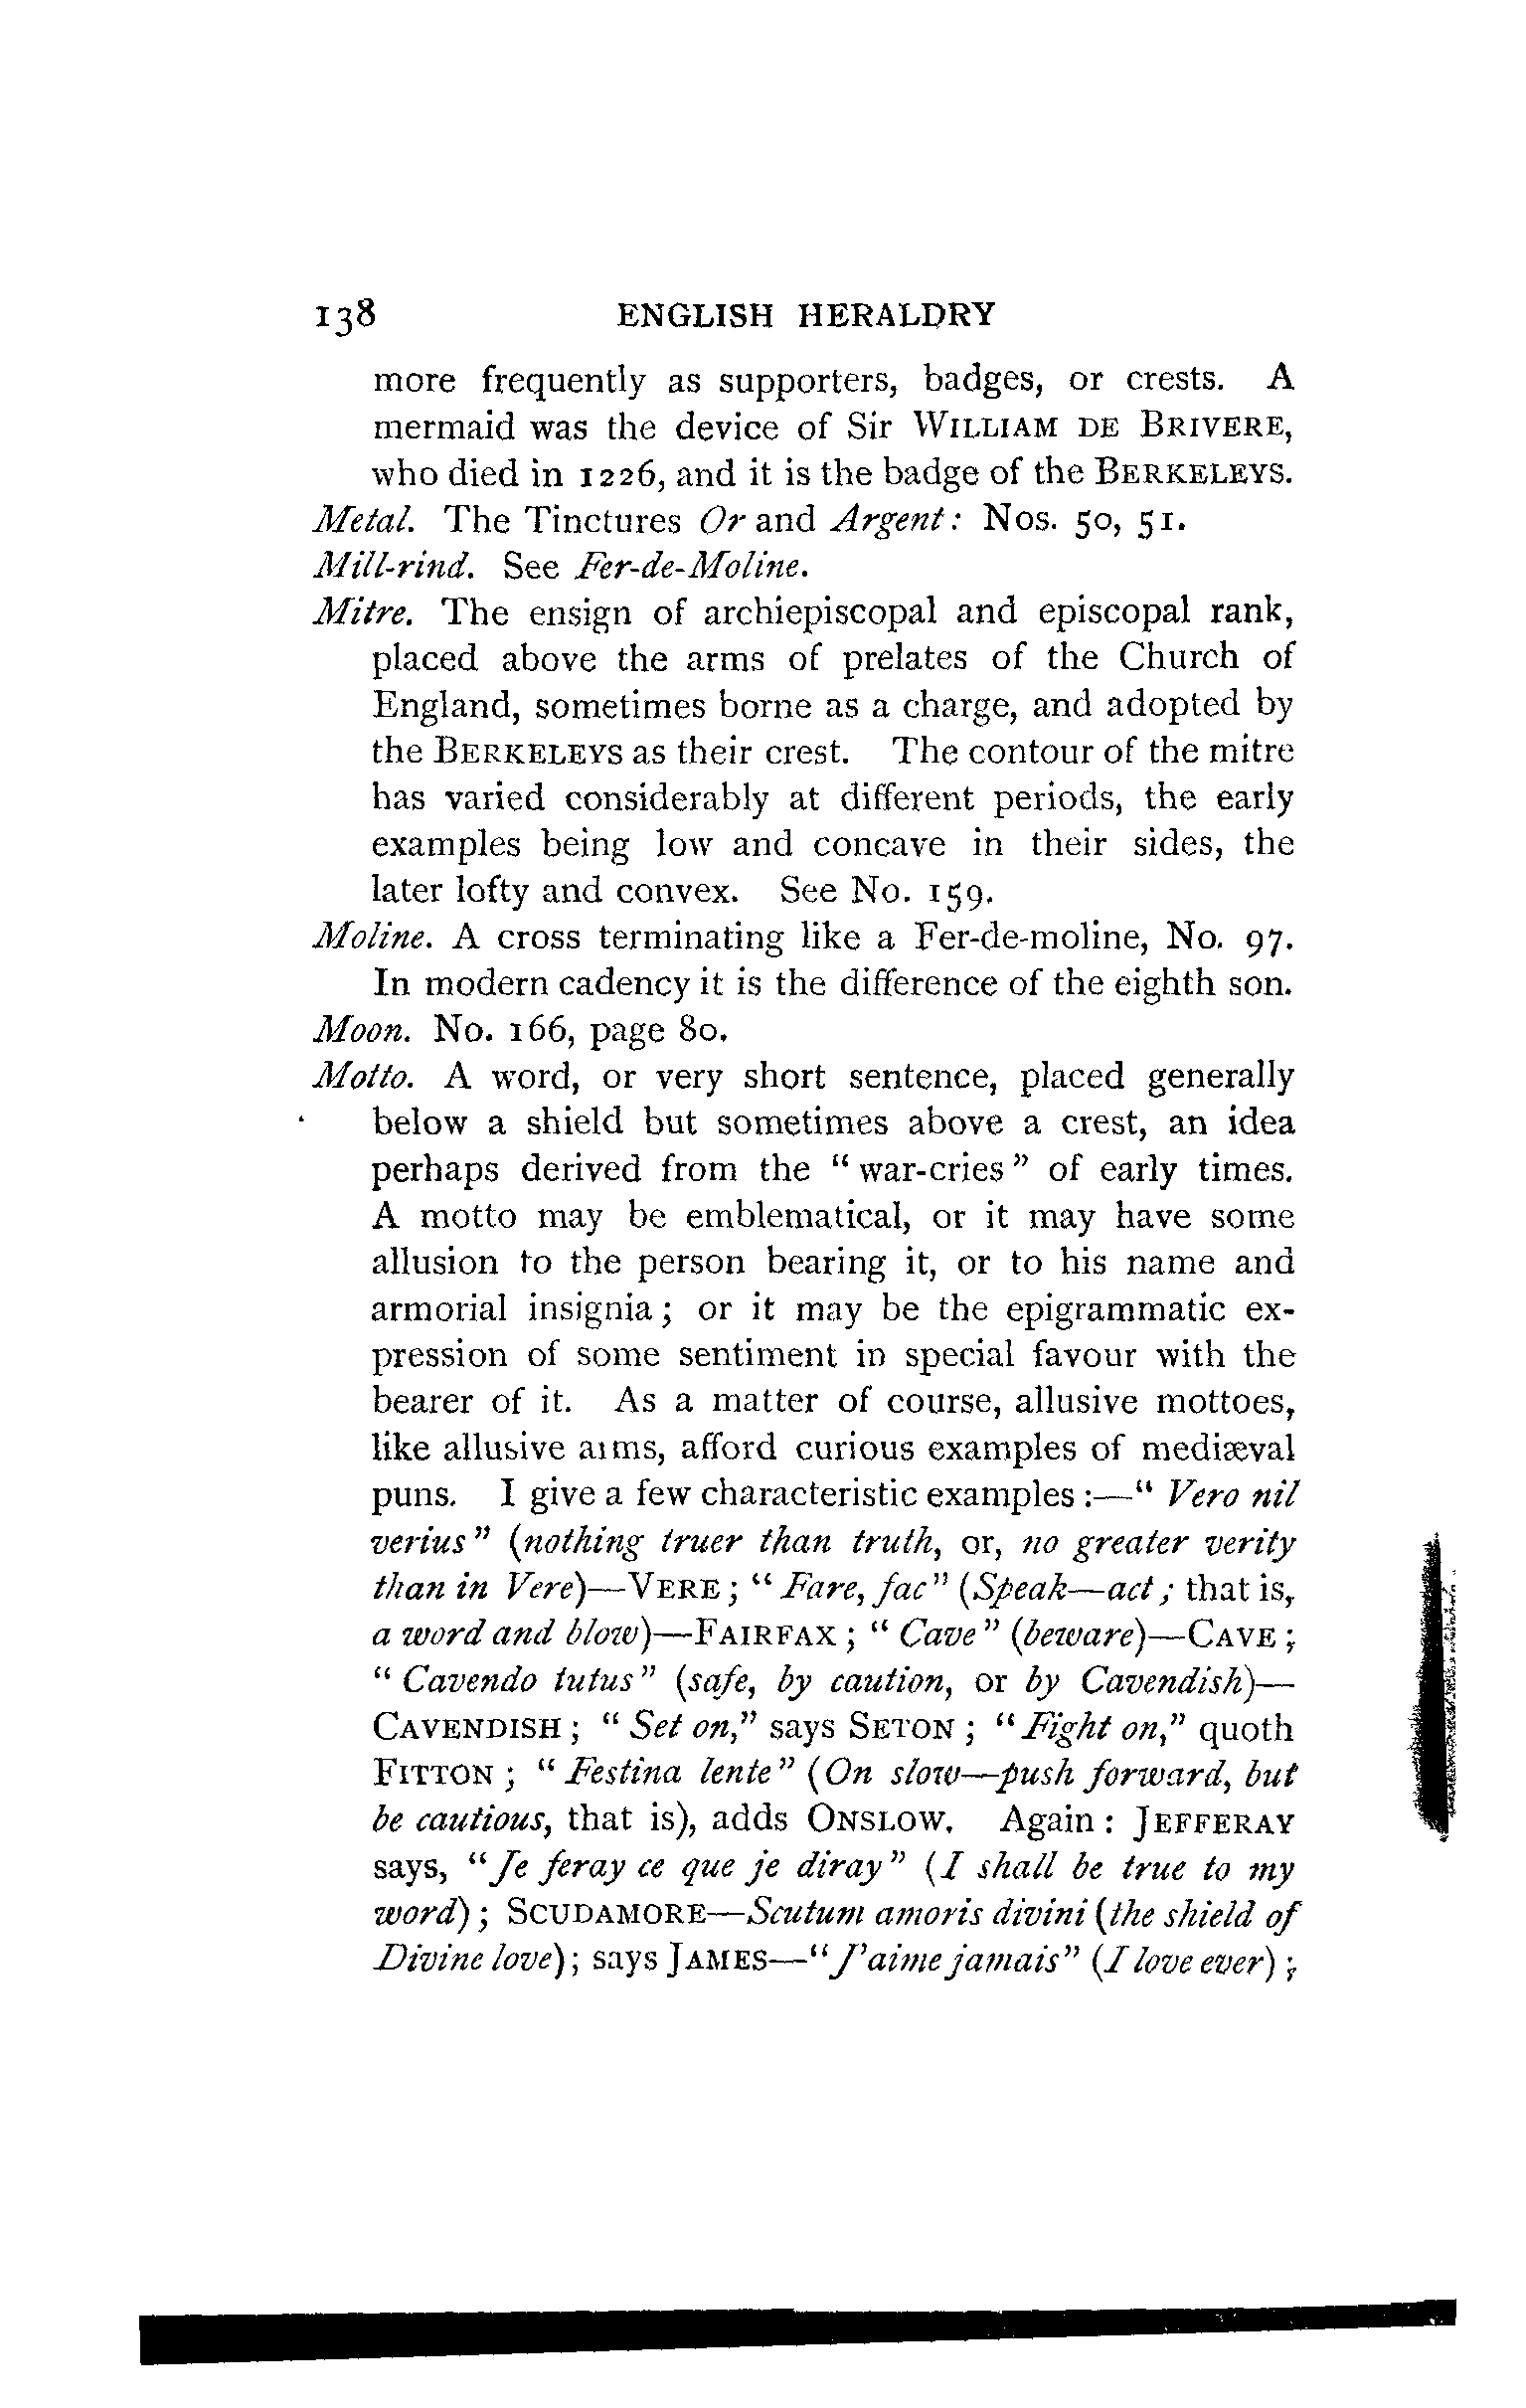 138 ENGLISH HERALDRY
more frequently as supporters, badges, or crests. A
mermaid was the device of Sir WILLIAM DE BRIVERE,
who died in 1226, and it is the badge of the BERKELEYS.
Metal. The Tinctures Or and Argent: Nos. 50, 51.
Mill-rind. See Fer-de-Moline.
Mitre. The ensign of archiepiscopal and episcopal rank,
placed above the arms of prelates of the Church of
England, sometimes borne as a charge, and adopted by
the BERKELEYS as their crest. The contour of the mitre
has varied considerably at different periods, the early
examples being low and concave in their sides, the
later lofty and convex. See No. 159.
Moline. A cross terminating like a Fer-de-moline, No. 97.
In modern cadency it is the difference of the eighth son.
Moon. No. 166, page 80.
Motto. A word, or very short sentence, placed generally
below a shield but sometimes above a crest, an idea
perhaps derived from the "war-cries" of early times.
A motto may be emblematical, or it may have some
allusion to the person bearing it, or to his name and
armorial insignia; or it may be the epigrammatic ex-
pression of some sentiment in special favour with the
bearer of it. As a matter of course, allusive mottoes,
like allusive arms, afford curious examples of mediæval
puns. I give a few characteristic examples:—"Vero nil
verius" (nothing truer than truth, or, no greater verity
than in Vere)—VERE; "Fare, fac" (Speak—act; that is,
a word and blow)—FAIRFAX; "Cave" (beware)—CAVE;
"Cavendo tutus" (safe, by caution, or by Cavendish)—
CAVENDISH; "Set on," says SETON; "Fight on," quoth
FITTON; "Festina lente" (On slow—push forward, but
be cautious, that is), adds ONSLOW. Again: JEFFERAY
says, "Je feray ce que je diray" (I shall be true to my
word); SCUDAMORE—Scutum amoris divini (the shield of
Divine love); says JAMES—"J'aime jamais" (I love ever);